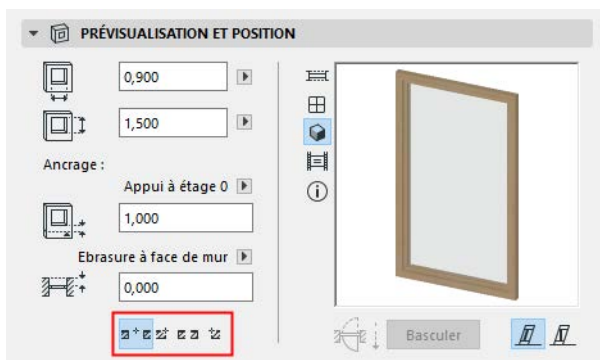 PRÉVISUALISATION ET POSITION
0,900
1,500
Ancrage :
Appui à étage 0
1,000
Ebrasure à face de mur
0,000
Basculer